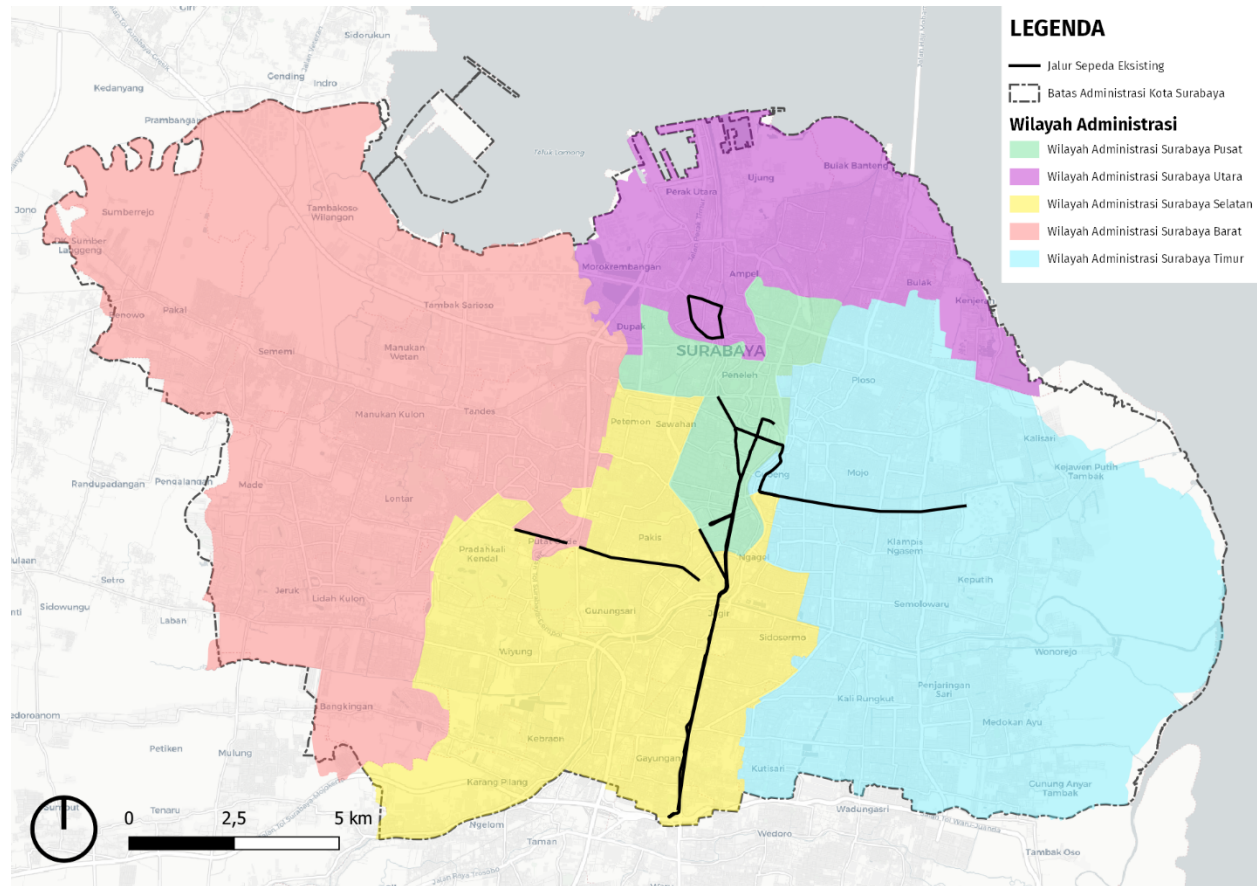 LEGENDA
Jalur Sepeda Eksisting
Batas Administrasi Kota Surabaya
Wilayah Administrasi
Wilayah Administrasi Surabaya Pusat
Wilayah Administrasi Surabaya Utara
Wilayah Administrasi Surabaya Selatan
Wilayah Administrasi Surabaya Barat
Wilayah Administrasi Surabaya Timur
Sidorukun
Gending
Indro
Kedanyang
Prambangan
Teluk Lamong
Ujung
Bulak Banteng
Perak Utara
Jono
Sumberrejo
Tambakoso
Wilangon
Morokrembangan
Ampel
Bulak
Kenjeran
Pakal
Tambak Sarioso
Dupak
SURABAYA
Sememi
Manukan
Wetan
Peneleh
Ploso
Manukan Kulon
Tandes
Petemon
Sawahan
Kalisari
Kejawen Putih
Tambak
Randupadangan
Pengalangan
Made
Lontar
Mojo
Pakis
Ngagel
Klampis
Ngasem
Pradahkali
Kendal
Setro
Jeruk
Lidah Kulon
Gunungsari
Jagir
Keputih
Semolowaru
Sidowungu
Laban
Wiyung
Sidosermo
Wonorejo
Kali Rungkut
Penjaringan
Sari
Bangkingan
Medokan Ayu
Petiken
Mulung
Kebraon
Gayungan
Kutisari
Karang Pilang
Gunung Anyar
Tambak
Tenaru
Ngelom
Taman
Wedoro
Wadungasri
Tambak Oso
0
2,5
5 km